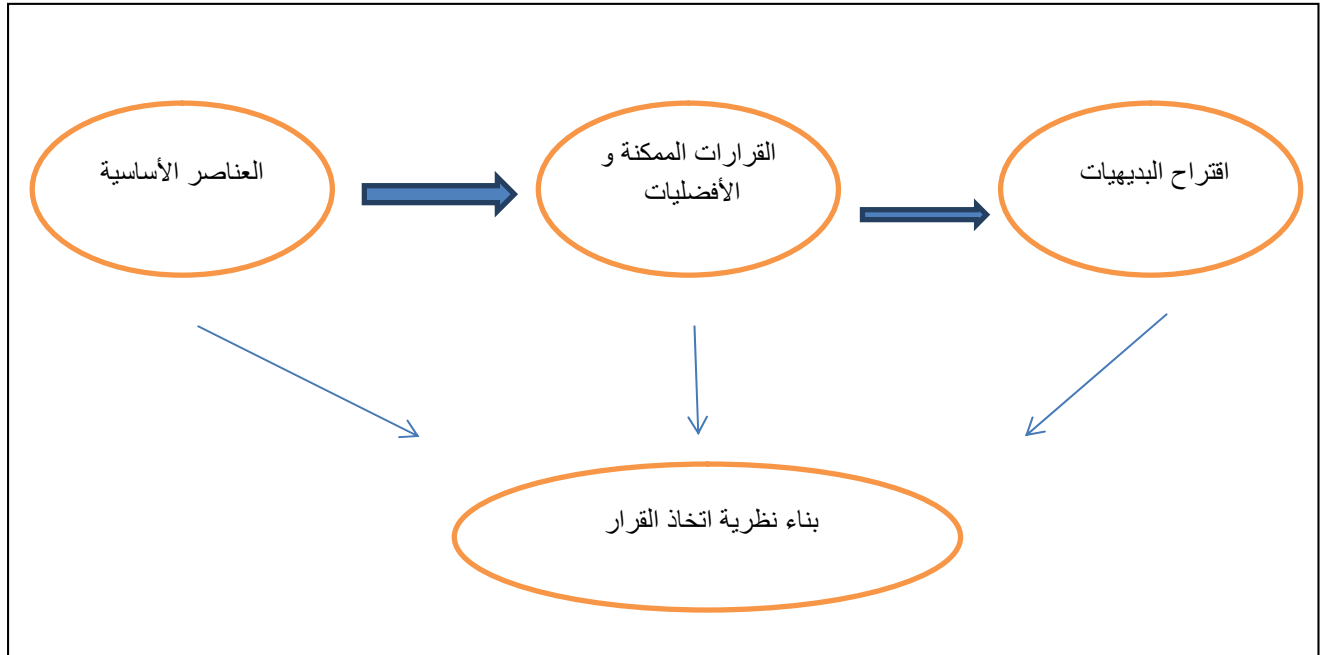 العناصر الأساسية
القرارات الممكنة و
الأفضليات
اقتراح البديهيات
بناء نظرية اتخاذ القرار